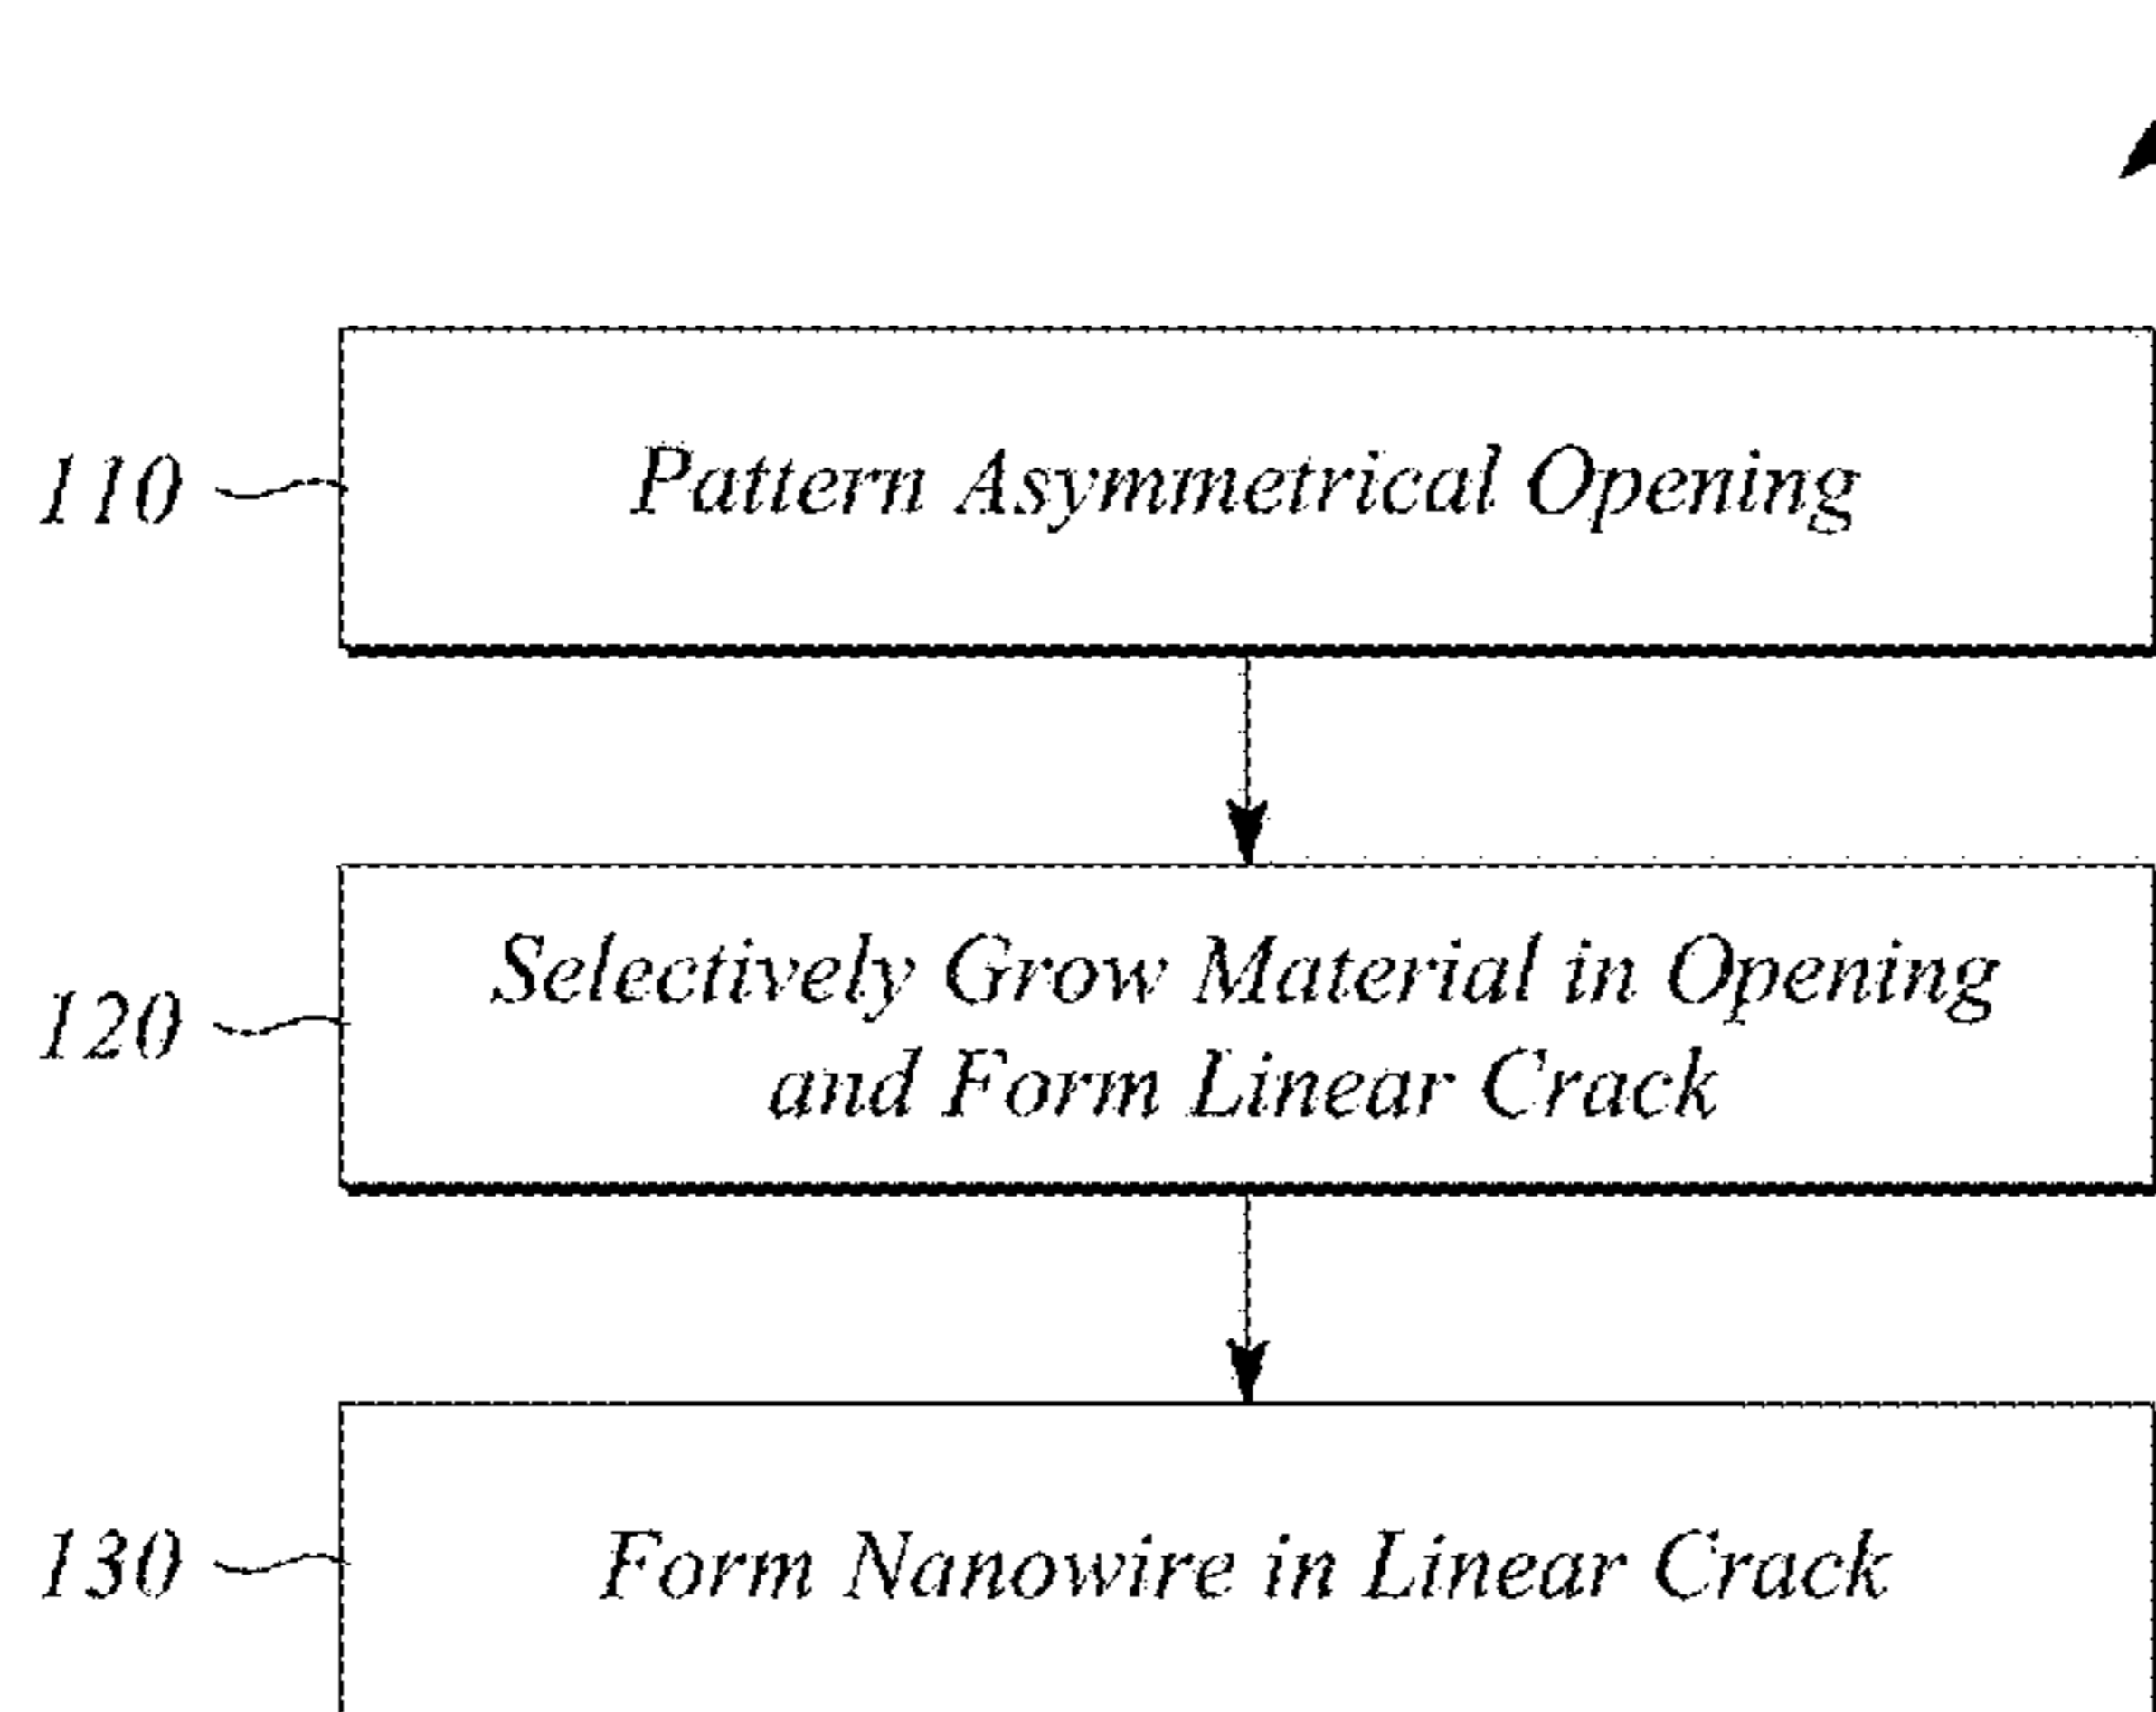 110
Pattern Asymmetrical Opening
120
Selectively Grow Material in Opening
and Form Linear Crack
130
Form Nanowire in Linear Crack